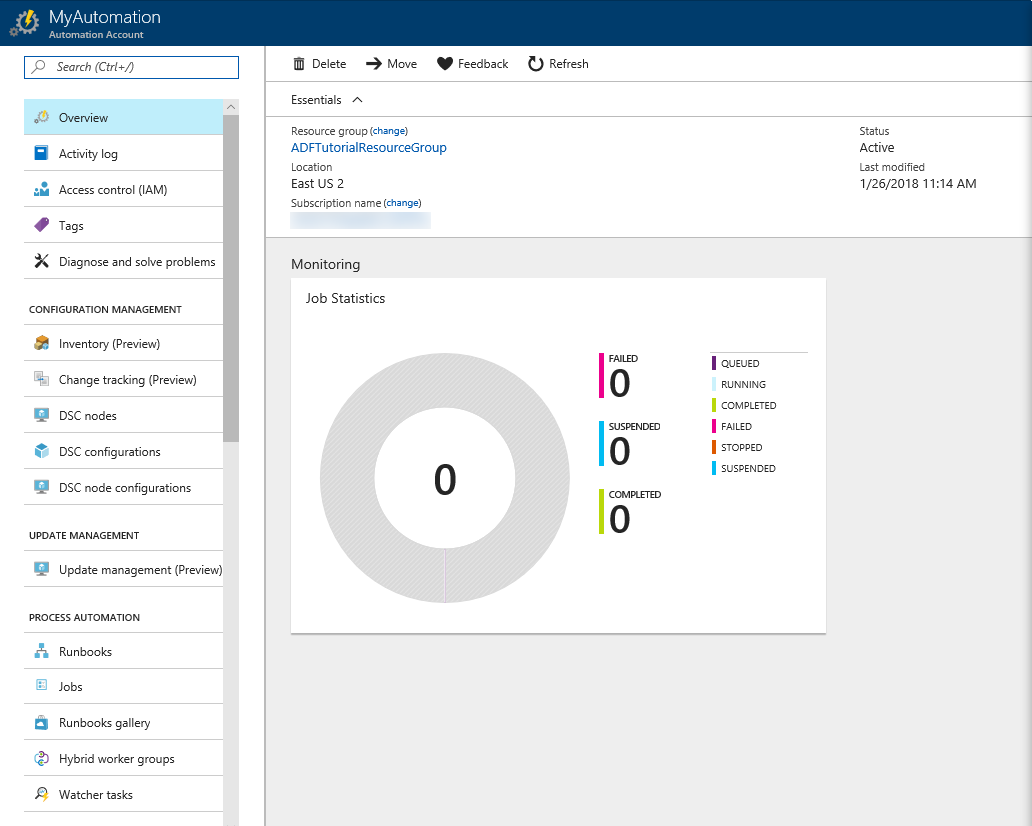 MyAutomation
Automation Account
Search (Ctrl+/)
Overview
Activity log
Access control (IAM)
Tags
Diagnose and solve problems
CONFIGURATION MANAGEMENT
Inventory (Preview)
Change tracking (Preview)
DSC nodes
DSC configurations
DSC node configurations
UPDATE MANAGEMENT
Update management (Preview)
PROCESS AUTOMATION
Runbooks
Jobs
Runbooks gallery
Hybrid worker groups
Watcher tasks
Delete Move Feedback Refresh
Essentials
Resource group (change)
ADFTutorialResourceGroup
Location
East US 2
Subscription name (change)
Status
Active
Last modified
1/26/2018 11:14 AM
Monitoring
Job Statistics
0
FAILED
0
SUSPENDED
0
COMPLETED
0
QUEUED
RUNNING
COMPLETED
FAILED
STOPPED
SUSPENDED